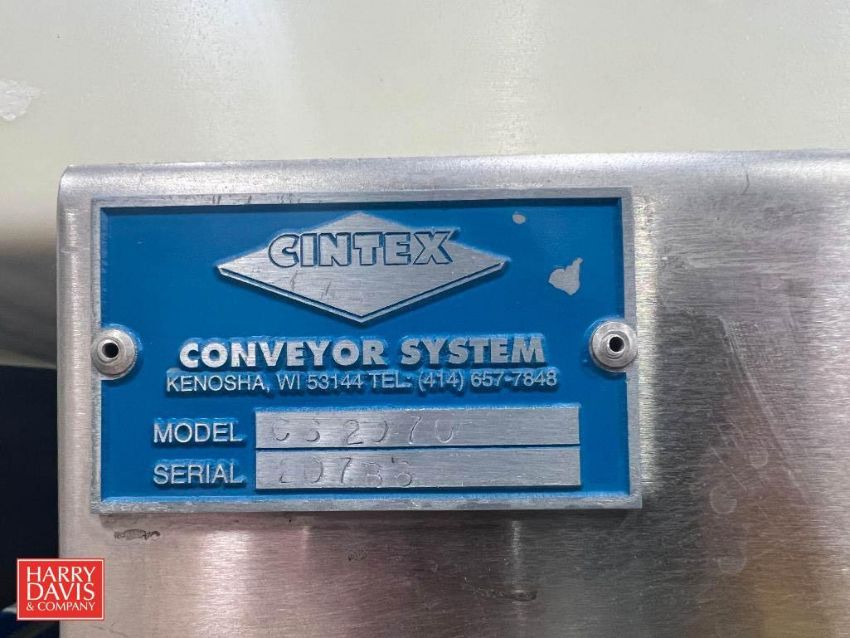 CINTEX
CONVEYOR SYSTEM
KENOSHA, WI 53144 TEL: (414) 657-7848
MODEL
SERIAL
HARRY
DAVIS
& COMPANY